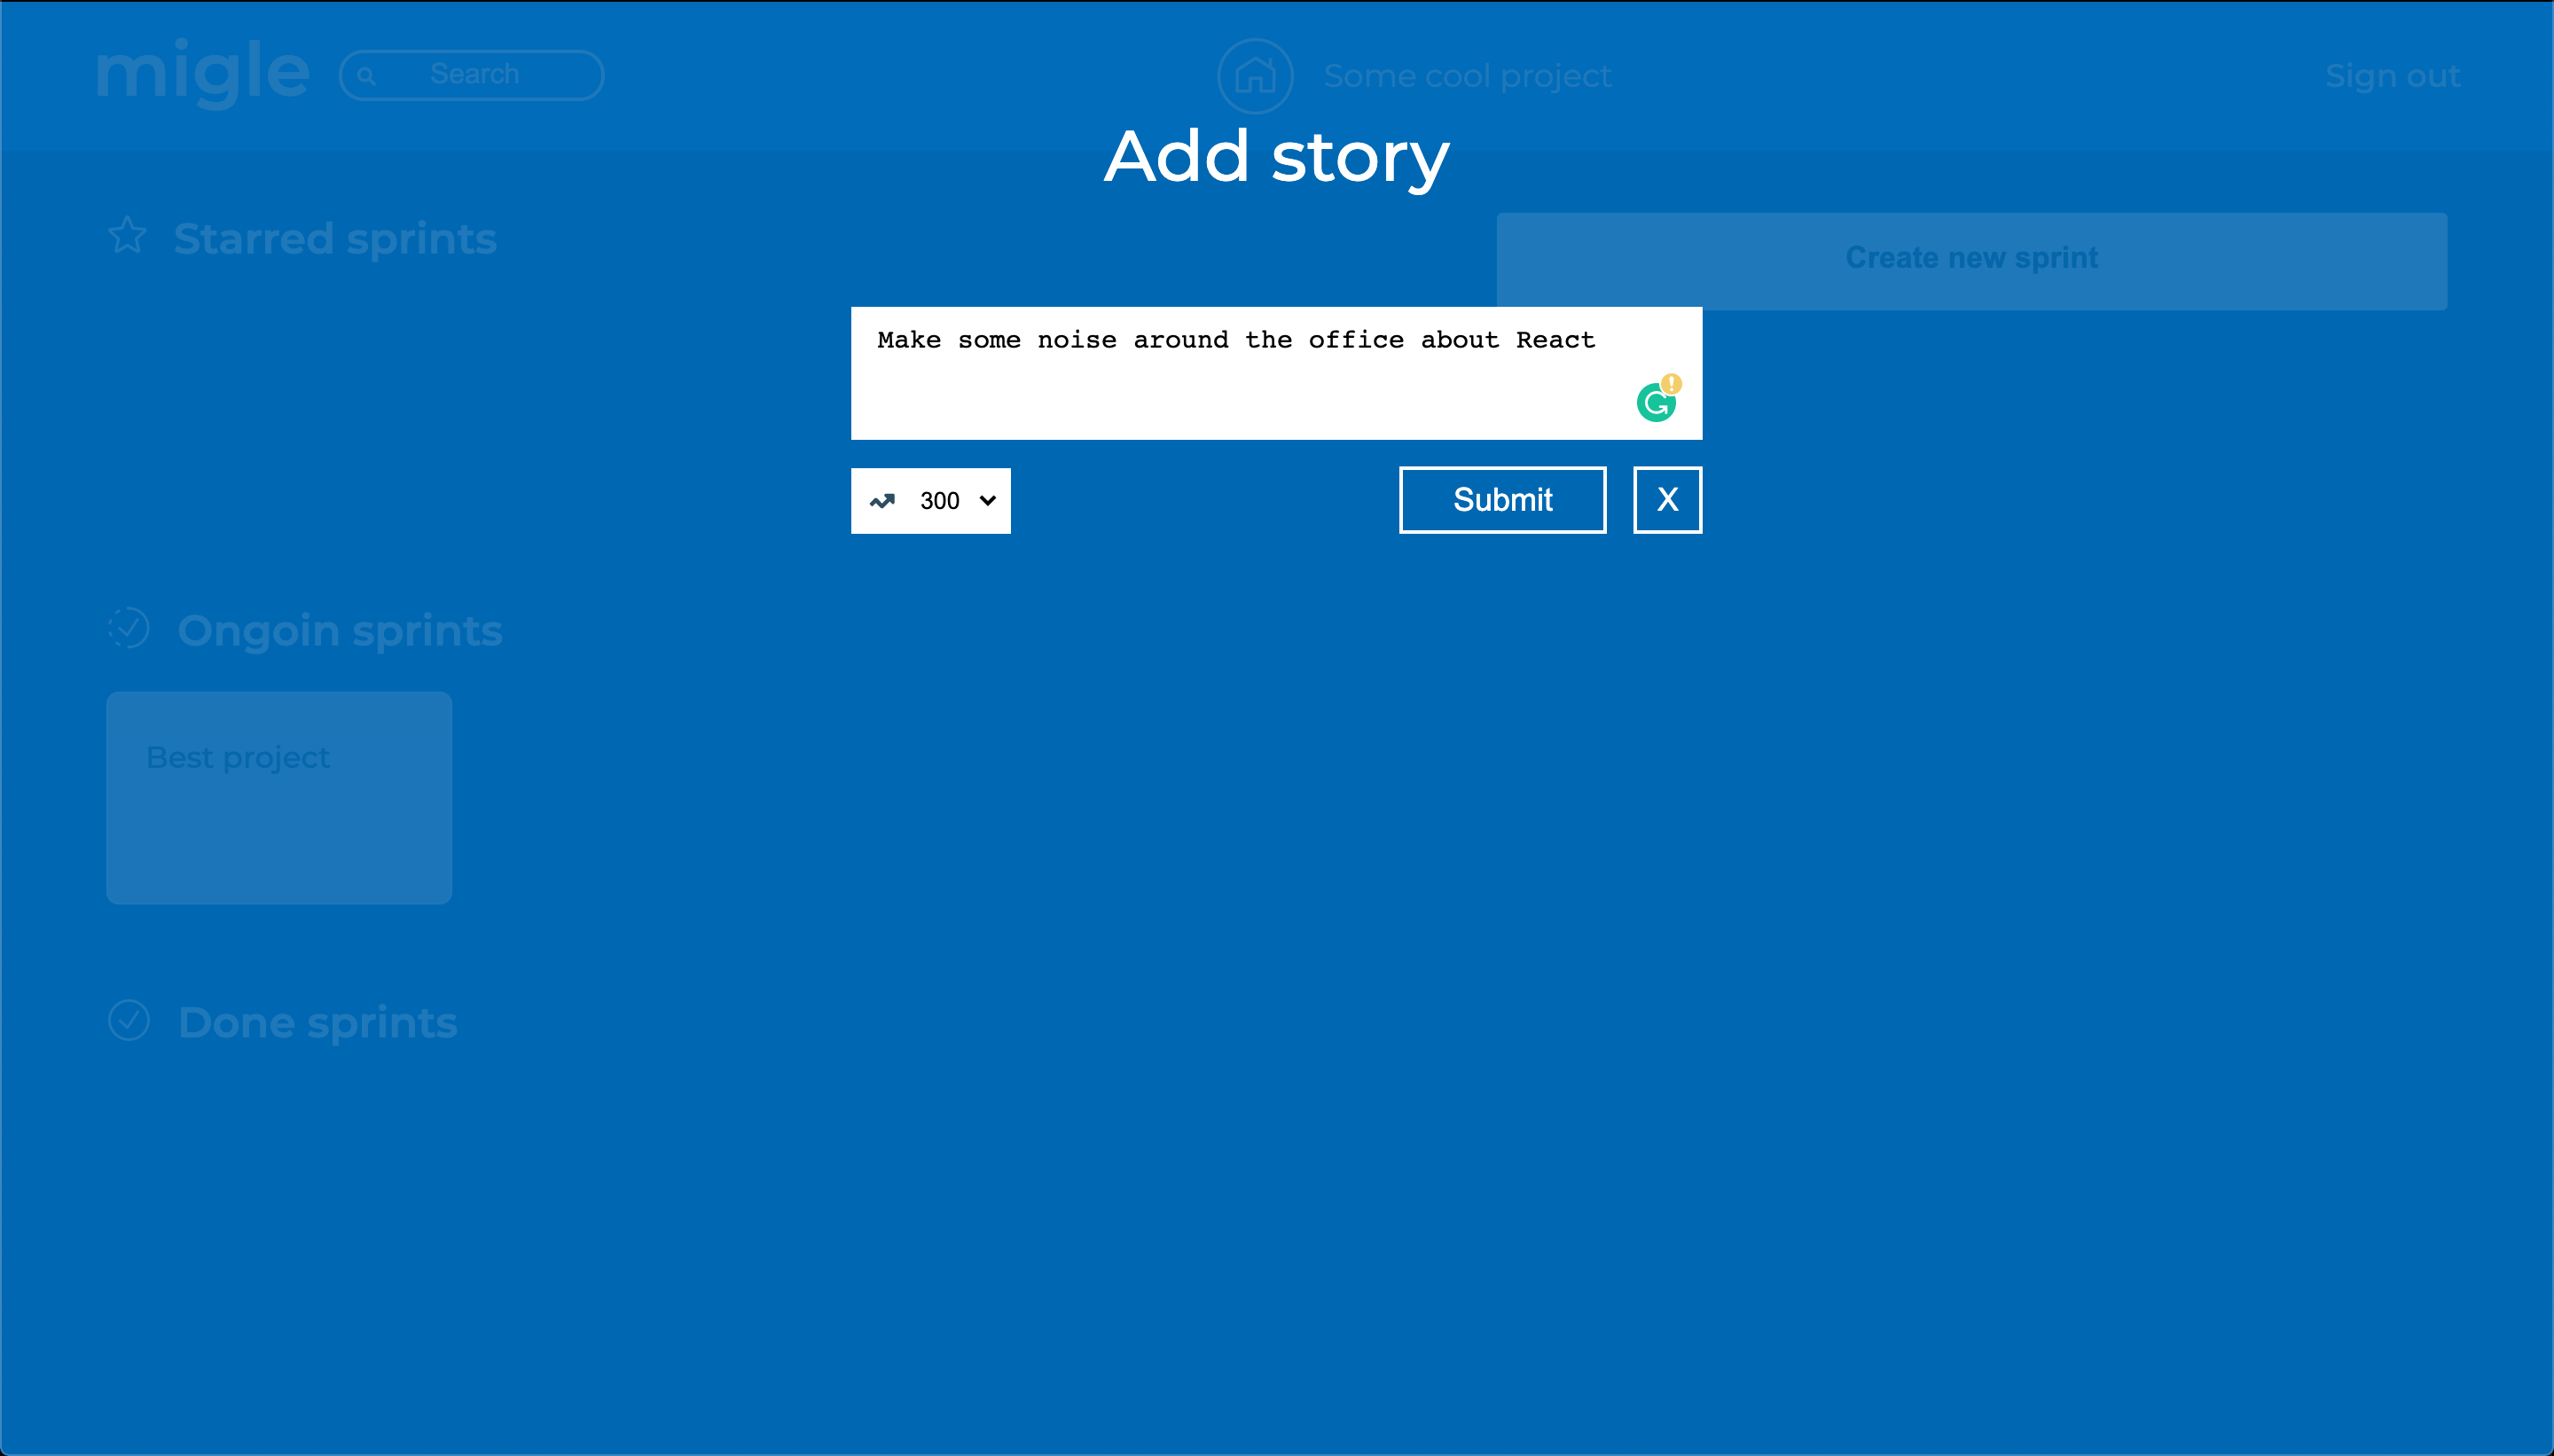 migle
Search
Some cool project
Sign out
Add story
Starred sprints
Create new sprint
Make some noise around the office about React
300
Submit
X
Ongoin sprints
Best project
Done sprints